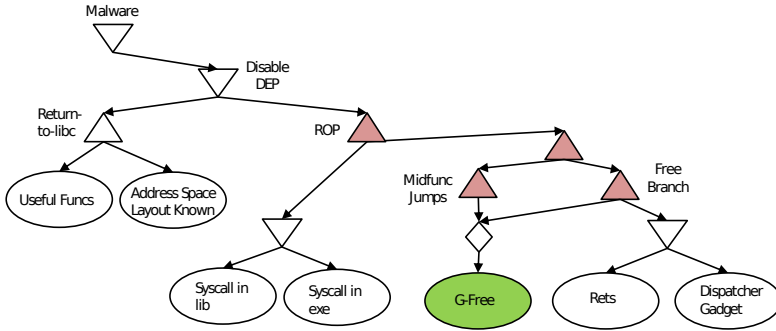 Malware
Disable
DEP
Return-
to-libc
ROP
Free
Branch
Midfunc
Jumps
Useful Funcs
Address Space
Layout Known
Syscall in
lib
Syscall in
exe
G-Free
Rets
Dispatcher
Gadget